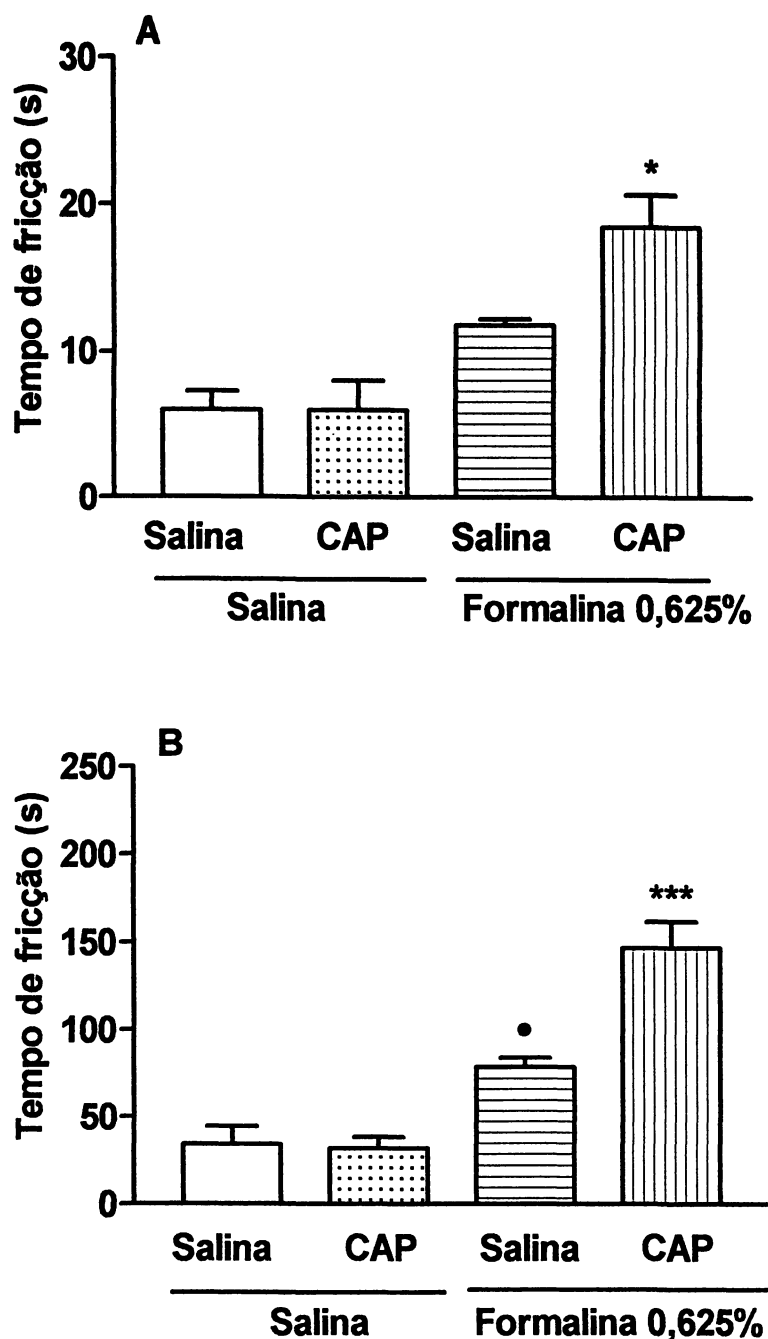 A
Tempo de fricção (s)
30
20
10
0
*
Salina CAP Salina CAP
Salina Formalina 0,625%
B
Tempo de fricção (s)
250
200
150
100
50
0
•
***
Salina CAP Salina CAP
Salina Formalina 0,625%